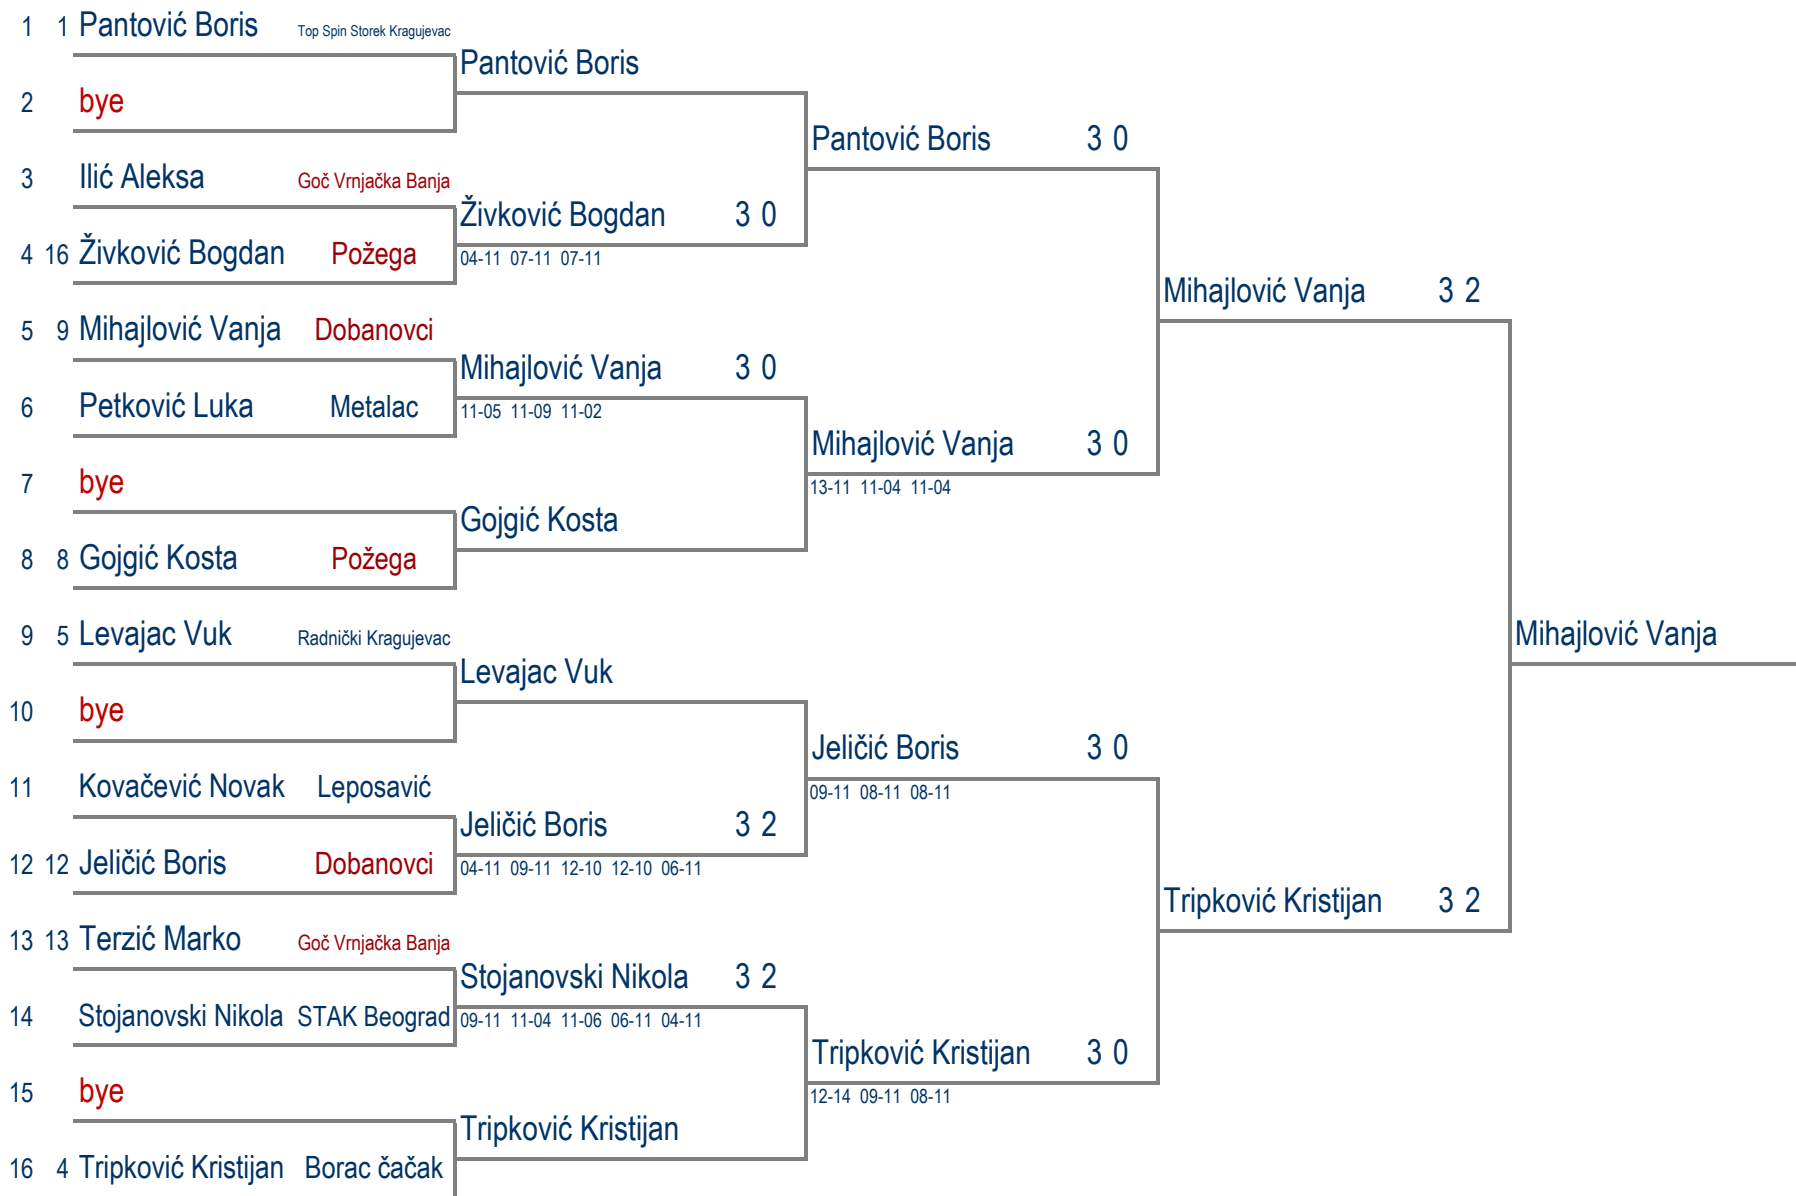 1 1 Pantović Boris Top Spin Storek Kragujevac
Pantović Boris
2 bye
Pantović Boris 3 0
3 Ilić Aleksa Goč Vrnjačka Banja
Živković Bogdan 3 0
4 16 Živković Bogdan Požega
04-11 07-11 07-11
Mihajlović Vanja 3 2
5 9 Mihajlović Vanja Dobanovci
Mihajlović Vanja 3 0
6 Petković Luka Metalac
11-05 11-09 11-02
Mihajlović Vanja 3 0
7 bye
13-11 11-04 11-04
Gojgić Kosta
8 8 Gojgić Kosta Požega
9 5 Levajac Vuk Radnički Kragujevac
Mihajlović Vanja
Levajac Vuk
10 bye
Jeličić Boris 3 0
11 Kovačević Novak Leposavić
09-11 08-11 08-11
Jeličić Boris 3 2
12 12 Jeličić Boris Dobanovci
04-11 09-11 12-10 12-10 06-11
Tripković Kristijan 3 2
13 13 Terzić Marko Goč Vrnjačka Banja
Stojanovski Nikola 3 2
14 Stojanovski Nikola STAK Beograd
09-11 11-04 11-06 06-11 04-11
Tripković Kristijan 3 0
15 bye
12-14 09-11 08-11
Tripković Kristijan
16 4 Tripković Kristijan Borac čačak